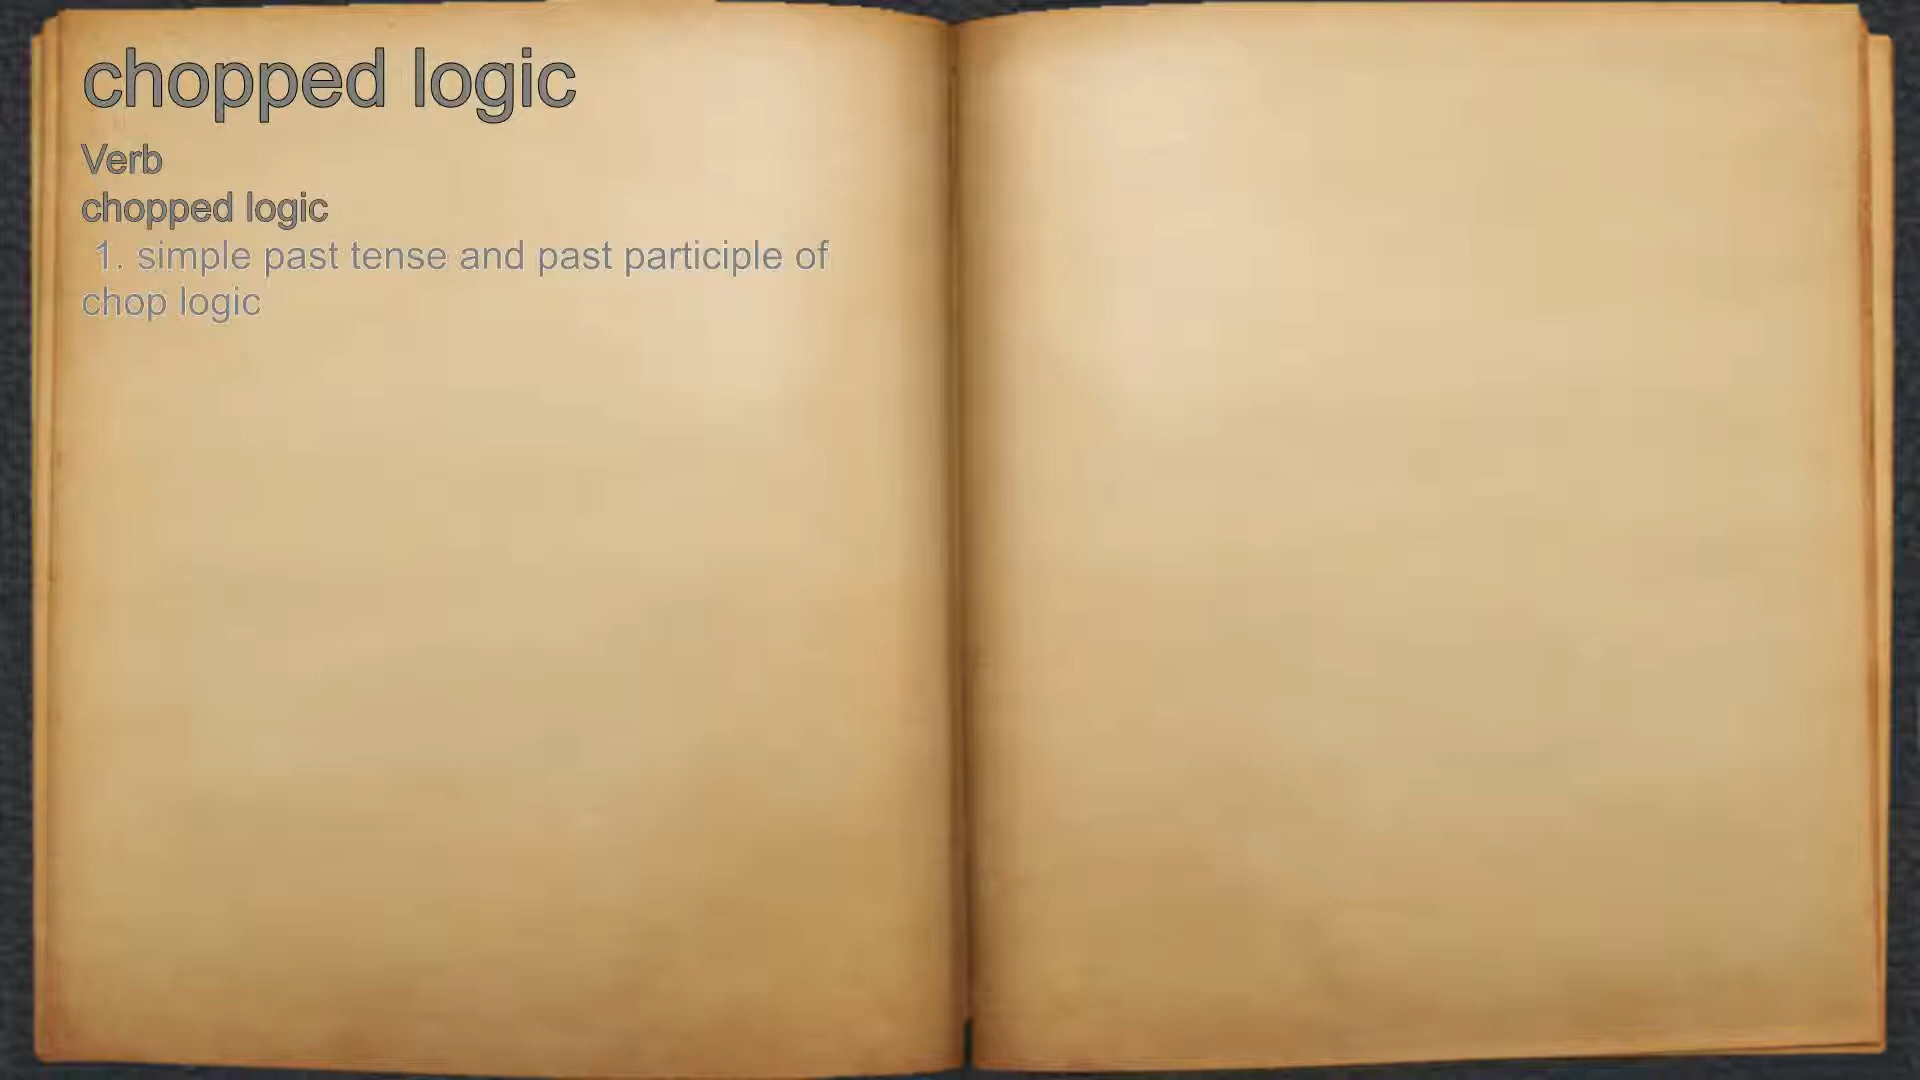 chopped logic
Verb
chopped logic
1. simple past tense and past participle of
chop logic